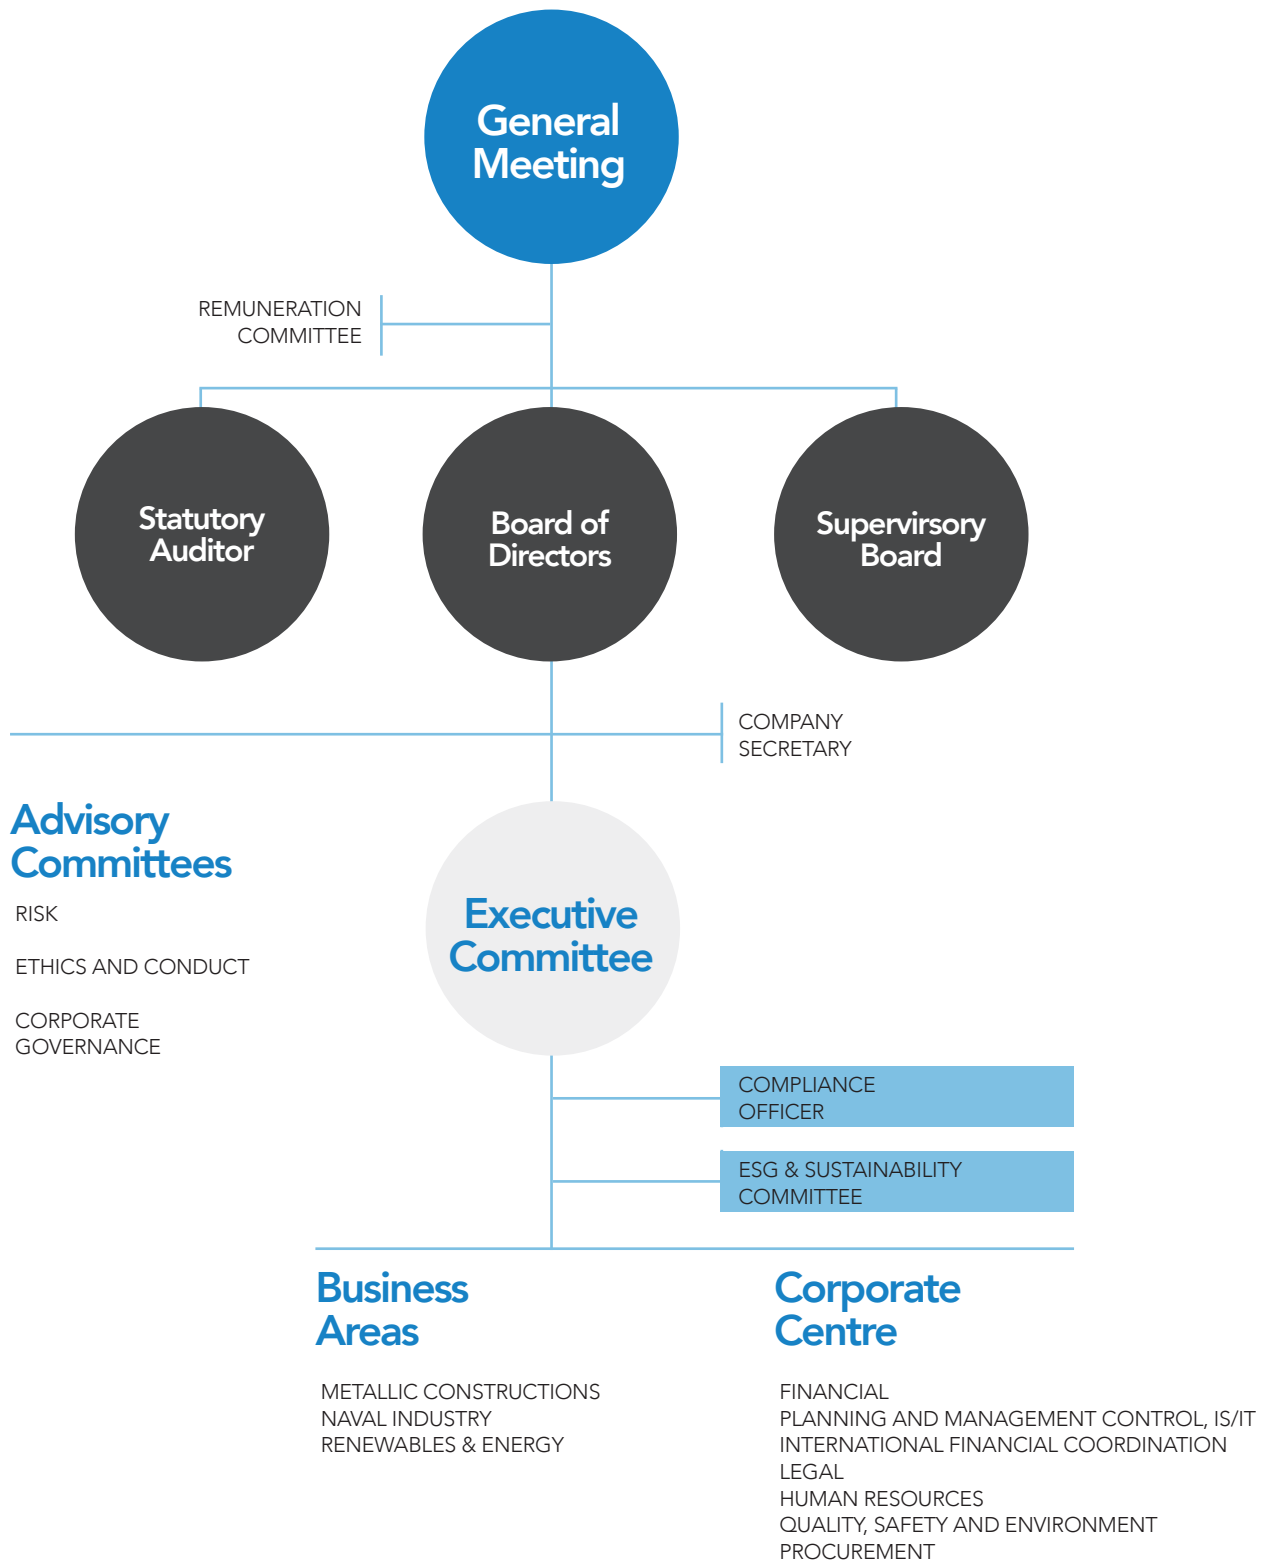 General
Meeting
REMUNERATION
COMMITTEE
Statutory
Auditor
Board of
Directors
Supervirsory
Board
COMPANY
SECRETARY
Advisory
Committees
RISK
ETHICS AND CONDUCT
CORPORATE
GOVERNANCE
Executive
Committee
COMPLIANCE
OFFICER
ESG & SUSTAINABILITY
COMMITTEE
Business
Areas
METALLIC CONSTRUCTIONS
NAVAL INDUSTRY
RENEWABLES & ENERGY
Corporate
Centre
FINANCIAL
PLANNING AND MANAGEMENT CONTROL, IS/IT
INTERNATIONAL FINANCIAL COORDINATION
LEGAL
HUMAN RESOURCES
QUALITY, SAFETY AND ENVIRONMENT
PROCUREMENT